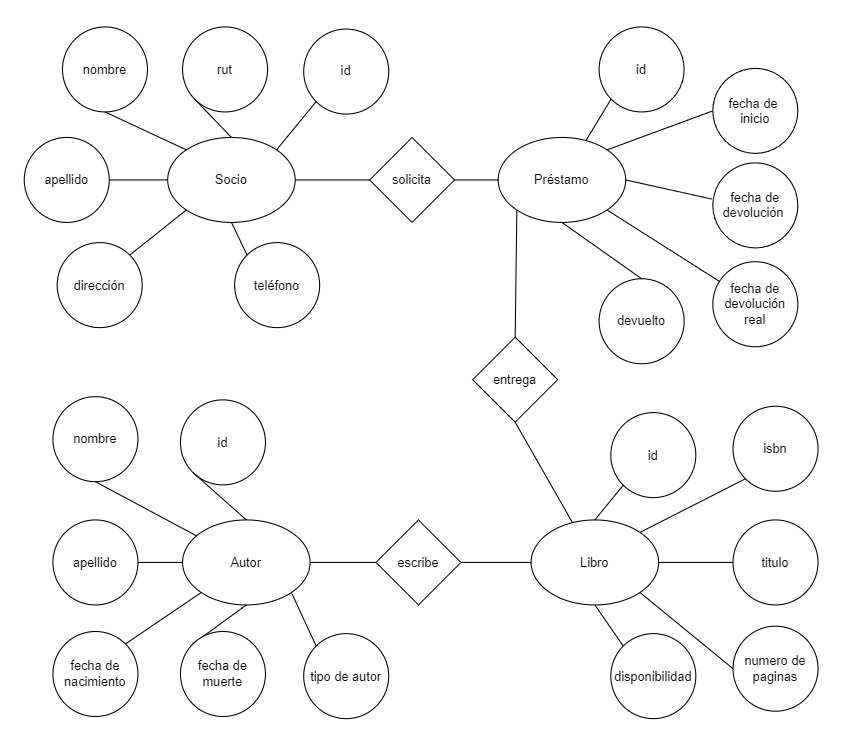 nombre
rut
id
id
fecha de
inicio
apellido
Socio
solicita
Préstamo
fecha de
devolución
dirección
teléfono
devuelto
fecha de
devolución
real
entrega
nombre
id
id
isbn
apellido
Autor
escribe
Libro
titulo
fecha de
nacimiento
fecha de
muerte
tipo de autor
disponibilidad
numero de
paginas